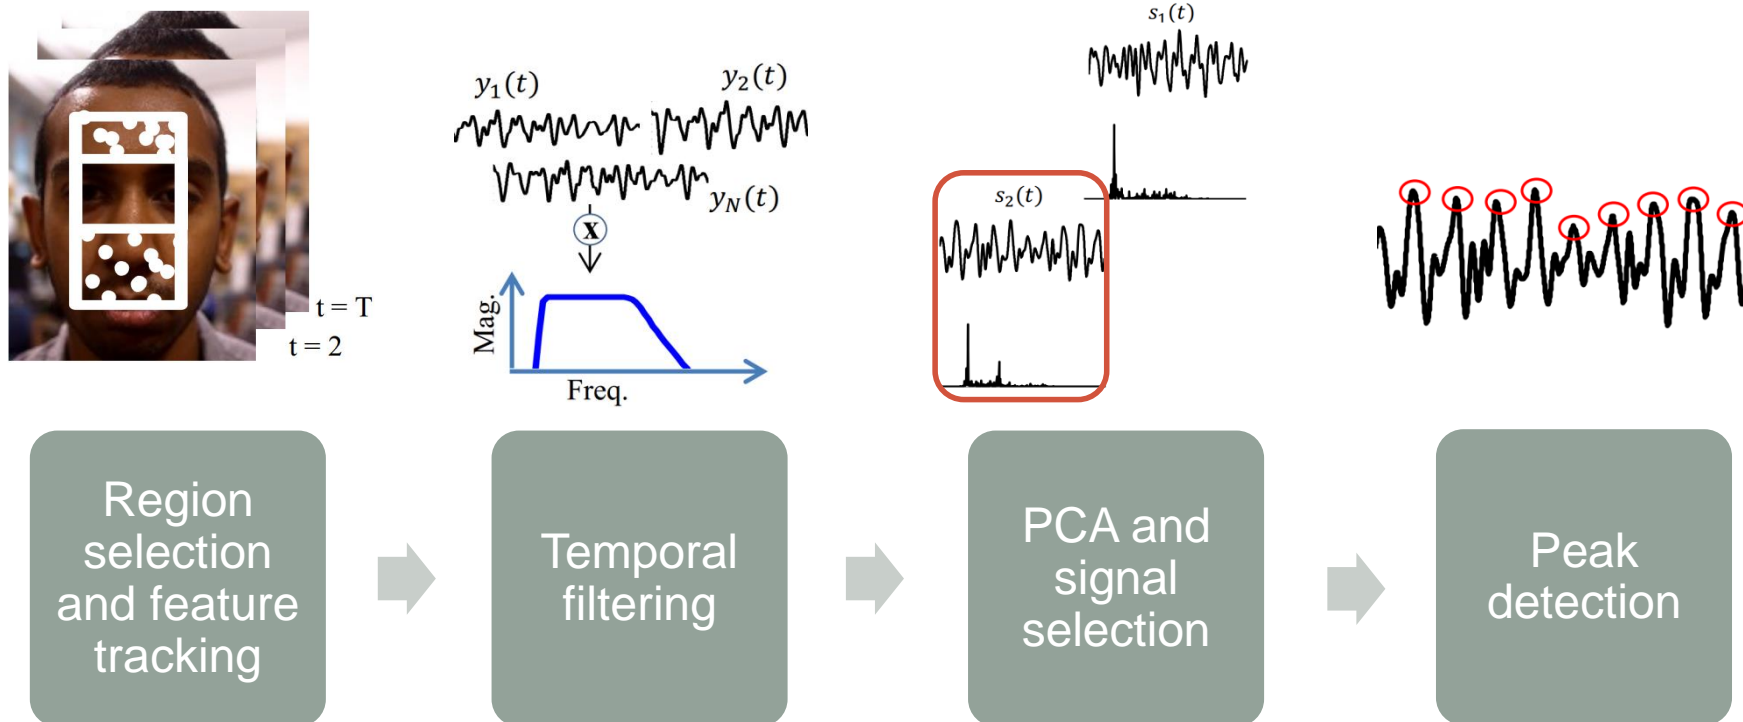 t = T
t = 2
y₁(t)
y₂(t)
y_N(t)
x
Mag.
Freq.
s₁(t)
s₂(t)
Region
selection
and feature
tracking
Temporal
filtering
PCA and
signal
selection
Peak
detection